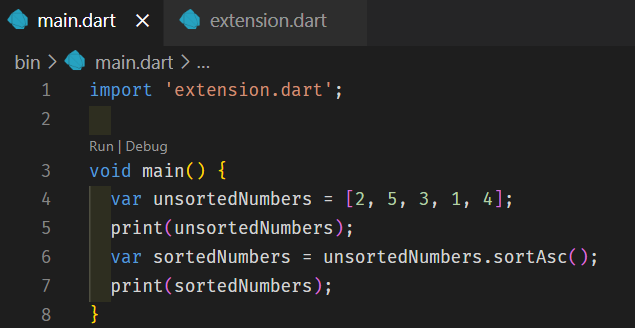 main.dart × extension.dart
bin > main.dart > ...
1 import 'extension.dart';
2
Run | Debug
3 void main() {
4   var unsortedNumbers = [2, 5, 3, 1, 4];
5   print(unsortedNumbers);
6   var sortedNumbers = unsortedNumbers.sortAsc();
7   print(sortedNumbers);
8 }